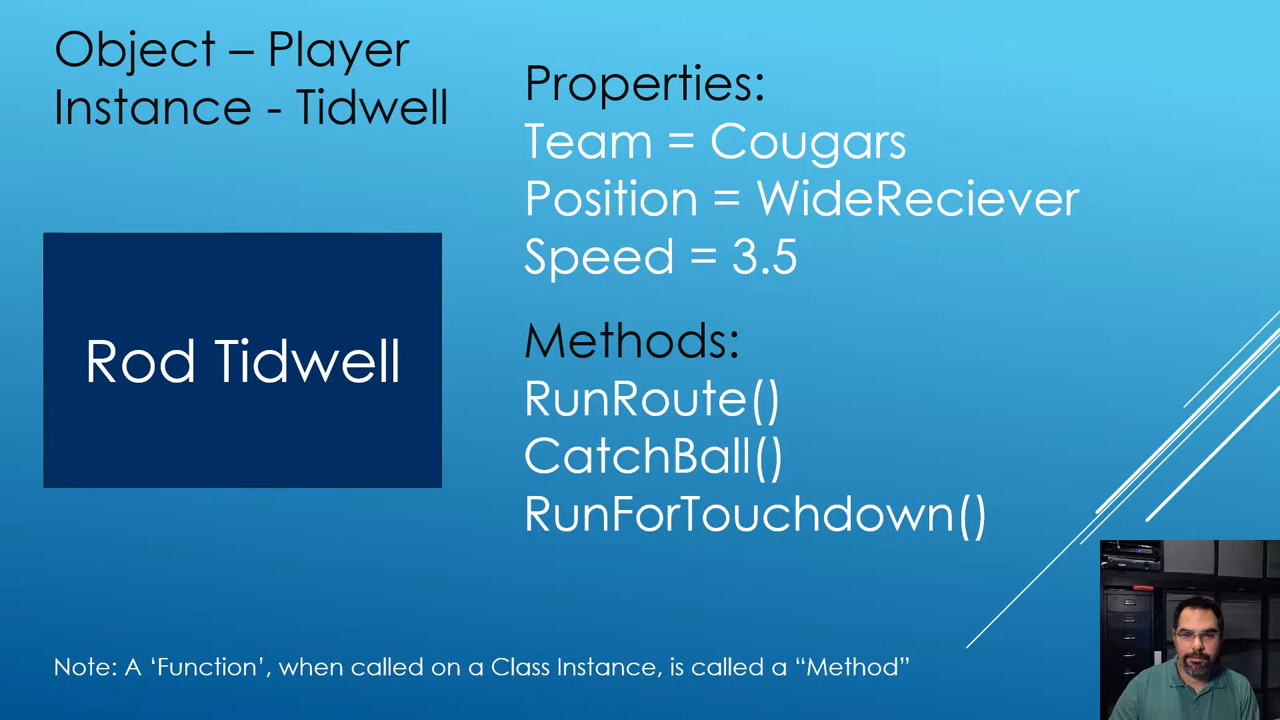 Object – Player
Instance - Tidwell
Rod Tidwell
Properties:
Team = Cougars
Position = WideReciever
Speed = 3.5
Methods:
RunRoute()
CatchBall()
RunForTouchdown()
Note: A ‘Function’, when called on a Class Instance, is called a “Method”